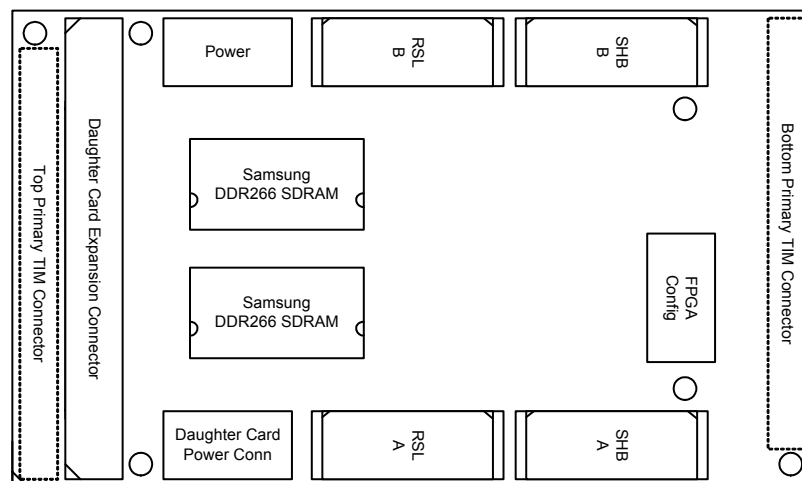 Power
RSL
B
SHB
B
Top Primary TIM Connector
Daughter Card Expansion Connector
Samsung
DDR266 SDRAM
Samsung
DDR266 SDRAM
FPGA
Config
Bottom Primary TIM Connector
Daughter Card
Power Conn
RSL
A
SHB
A